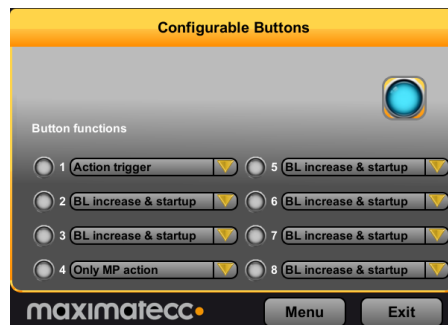 Configurable Buttons
Button functions
1 Action trigger
5 BL increase & startup
2 BL increase & startup
6 BL increase & startup
3 BL increase & startup
7 BL increase & startup
4 Only MP action
8 BL increase & startup
maximatecc
Menu
Exit